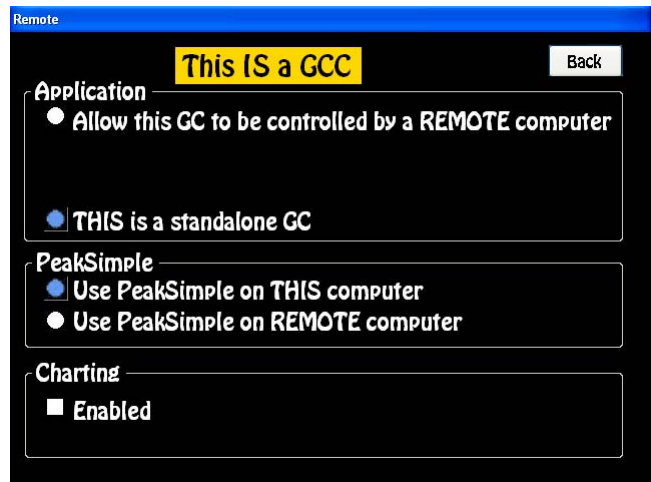 Remote
This IS a GCC
Back
Application
Allow this GC to be controlled by a REMOTE computer
THIS is a standalone GC
PeakSimple
Use PeakSimple on THIS computer
Use PeakSimple on REMOTE computer
Charting
Enabled